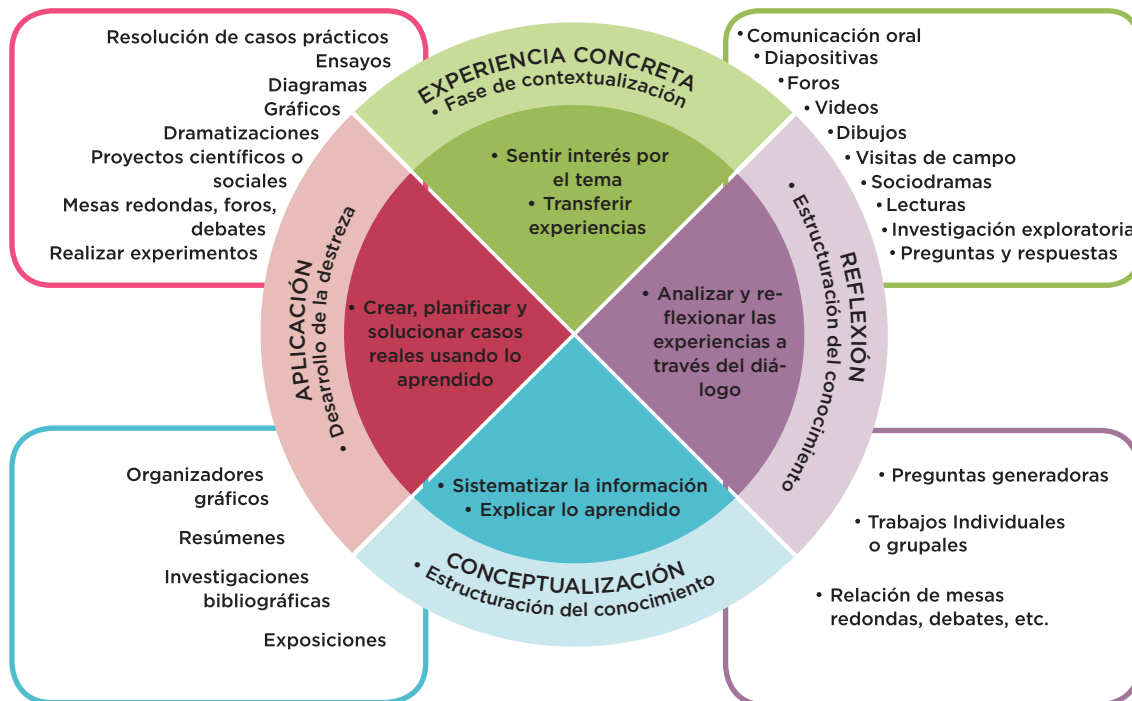 Resolución de casos prácticos
Ensayos
Diagramas
Gráficos
Dramatizaciones
Proyectos científicos o
sociales
Mesas redondas, foros,
debates
Realizar experimentos
EXPERIENCIA CONCRETA
• Fase de contextualización
• Sentir interés por
el tema
• Transferir
experiencias
• Comunicación oral
• Diapositivas
• Foros
• Videos
• Dibujos
• Visitas de campo
• Sociodramas
• Lecturas
• Investigación exploratoria
• Preguntas y respuestas
APLICACIÓN
• Desarrollo de la destreza
• Crear, planificar y
solucionar casos
reales usando lo
aprendido
• Analizar y re-
flexionar las
experiencias a
través del diá-
logo
REFLEXIÓN
• Estructuración del conocimiento
• Sistematizar la información
• Explicar lo aprendido
CONCEPTUALIZACIÓN
• Estructuración del conocimiento
Organizadores
gráficos
Resúmenes
Investigaciones
bibliográficas
Exposiciones
• Preguntas generadoras
• Trabajos Individuales
o grupales
• Relación de mesas
redondas, debates, etc.